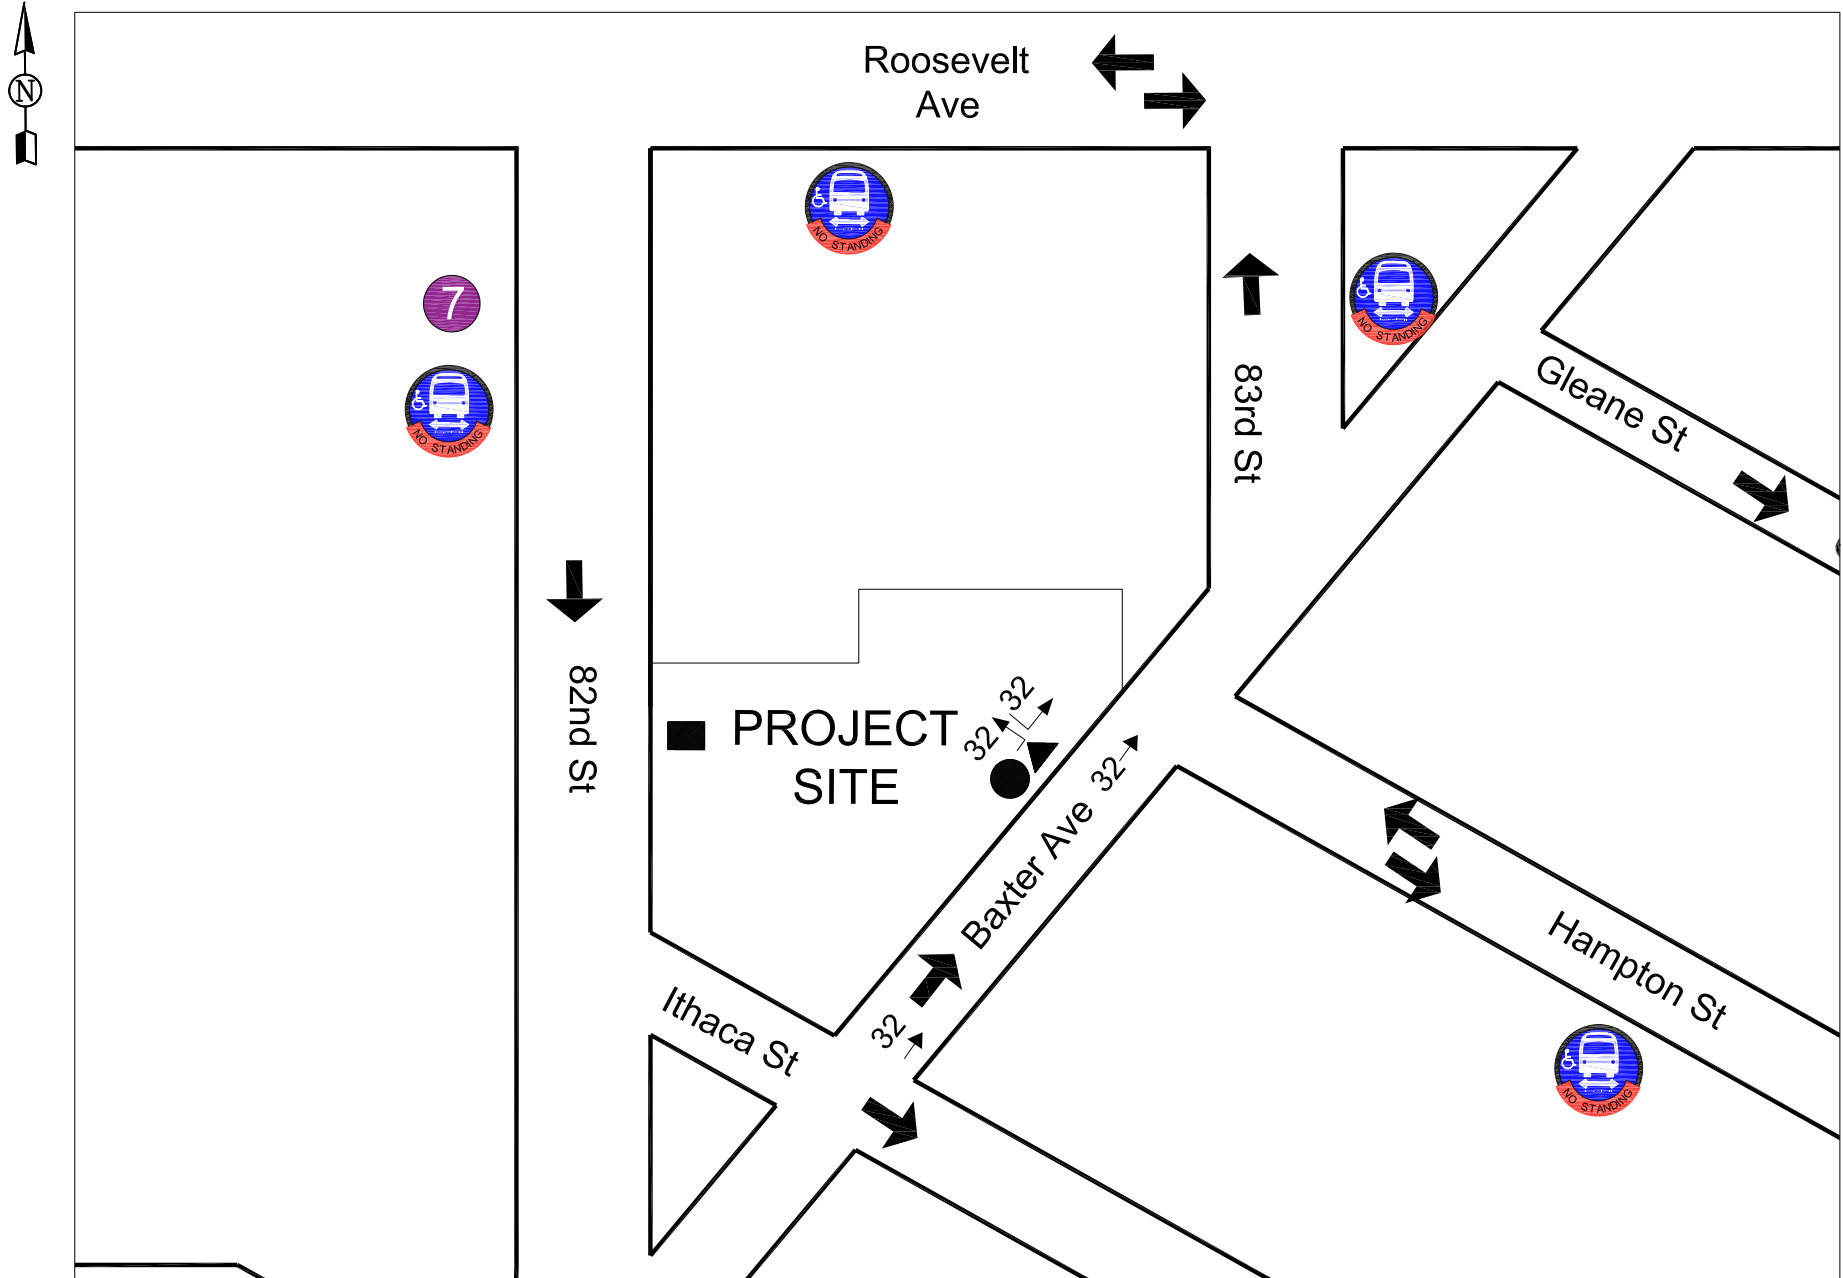 N
Roosevelt
Ave
NO STANDING
NO STANDING
7
NO STANDING
83rd St
Gleane St
82nd St
PROJECT
SITE
32
32
32
Baxter Ave
32
Ithaca St
Hampton St
NO STANDING